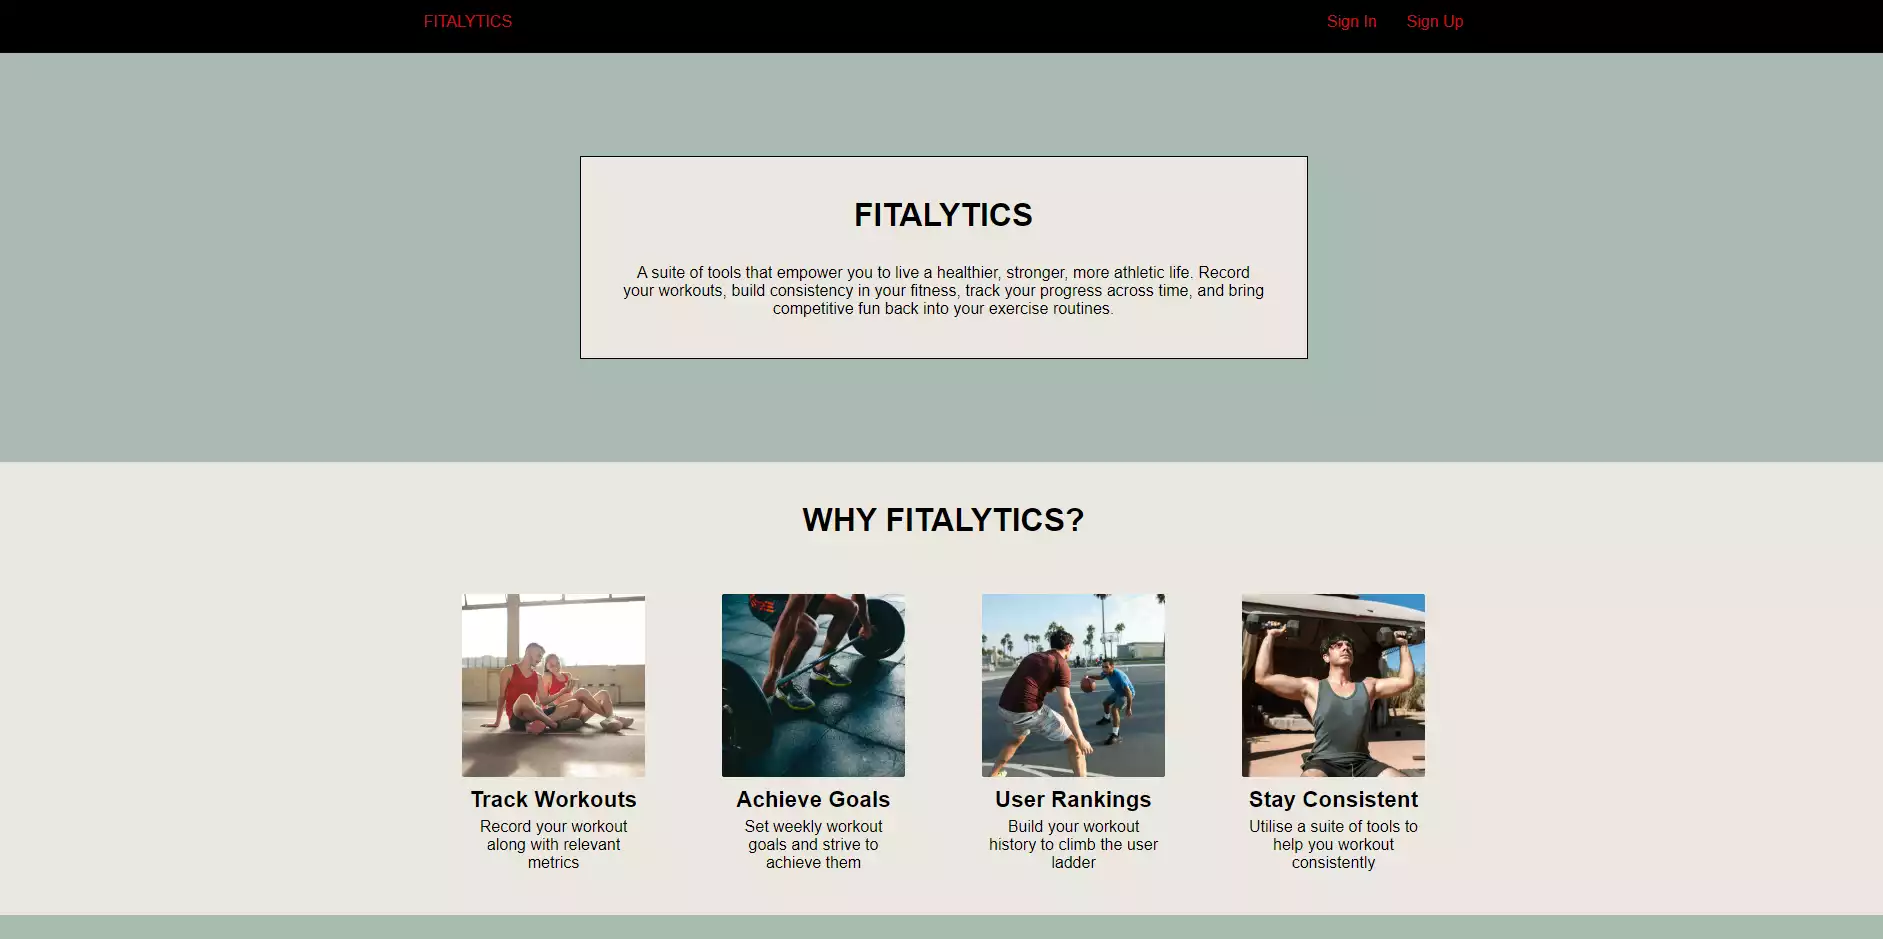 FITALYTICS
Sign In Sign Up
FITALYTICS
A suite of tools that empower you to live a healthier, stronger, more athletic life. Record
your workouts, build consistency in your fitness, track your progress across time, and bring
competitive fun back into your exercise routines.
WHY FITALYTICS?
Track Workouts
Record your workout
along with relevant
metrics
Achieve Goals
Set weekly workout
goals and strive to
achieve them
User Rankings
Build your workout
history to climb the user
ladder
Stay Consistent
Utilise a suite of tools to
help you workout
consistently